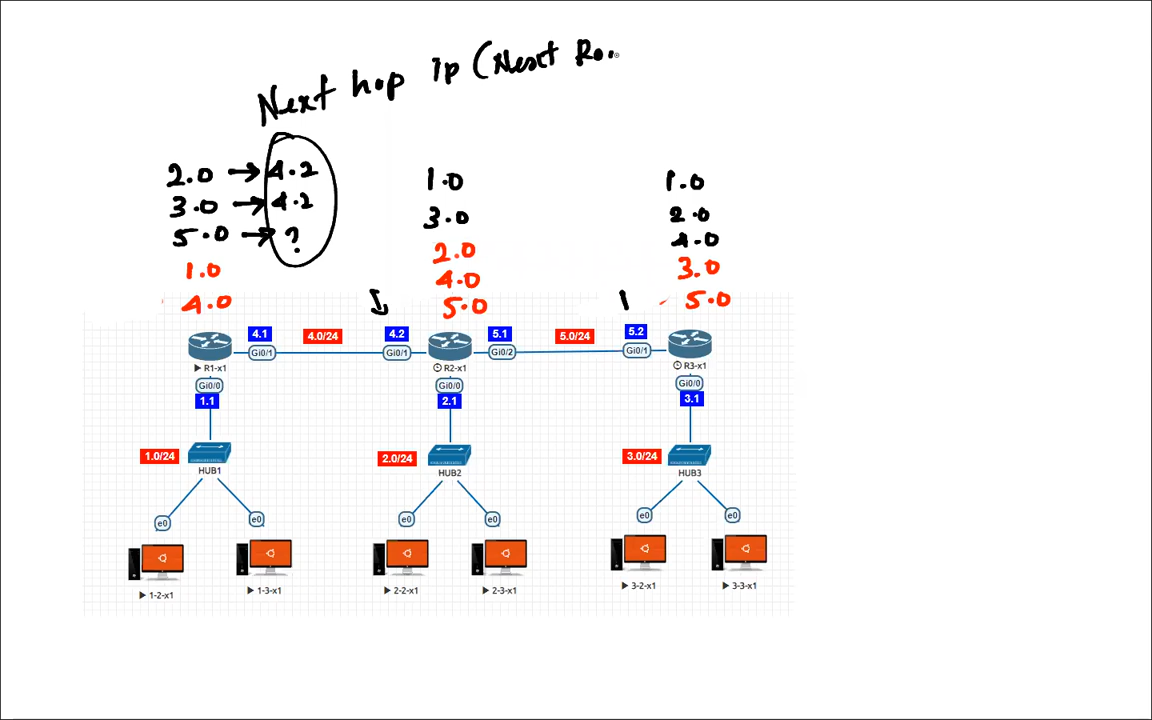 Next hop Ip (Next Ro
2.0 → 4.2
3.0 → 4.2
5.0 → ?
1.0
4.0
1.0
3.0
2.0
4.0
5.0
1.0
2.0
4.0
3.0
5.0
4.1 4.0/24 4.2 5.1 5.0/24 5.2
Gi0/1 Gi0/1 Gi0/2 Gi0/1
R1-x1 R2-x1 R3-x1
Gi0/0 Gi0/0 Gi0/0
1.1 2.1 3.1
1.0/24 2.0/24 3.0/24
HUB1 HUB2 HUB3
e0 e0 e0 e0 e0 e0
1-2-x1 1-3-x1 2-2-x1 2-3-x1 3-2-x1 3-3-x1